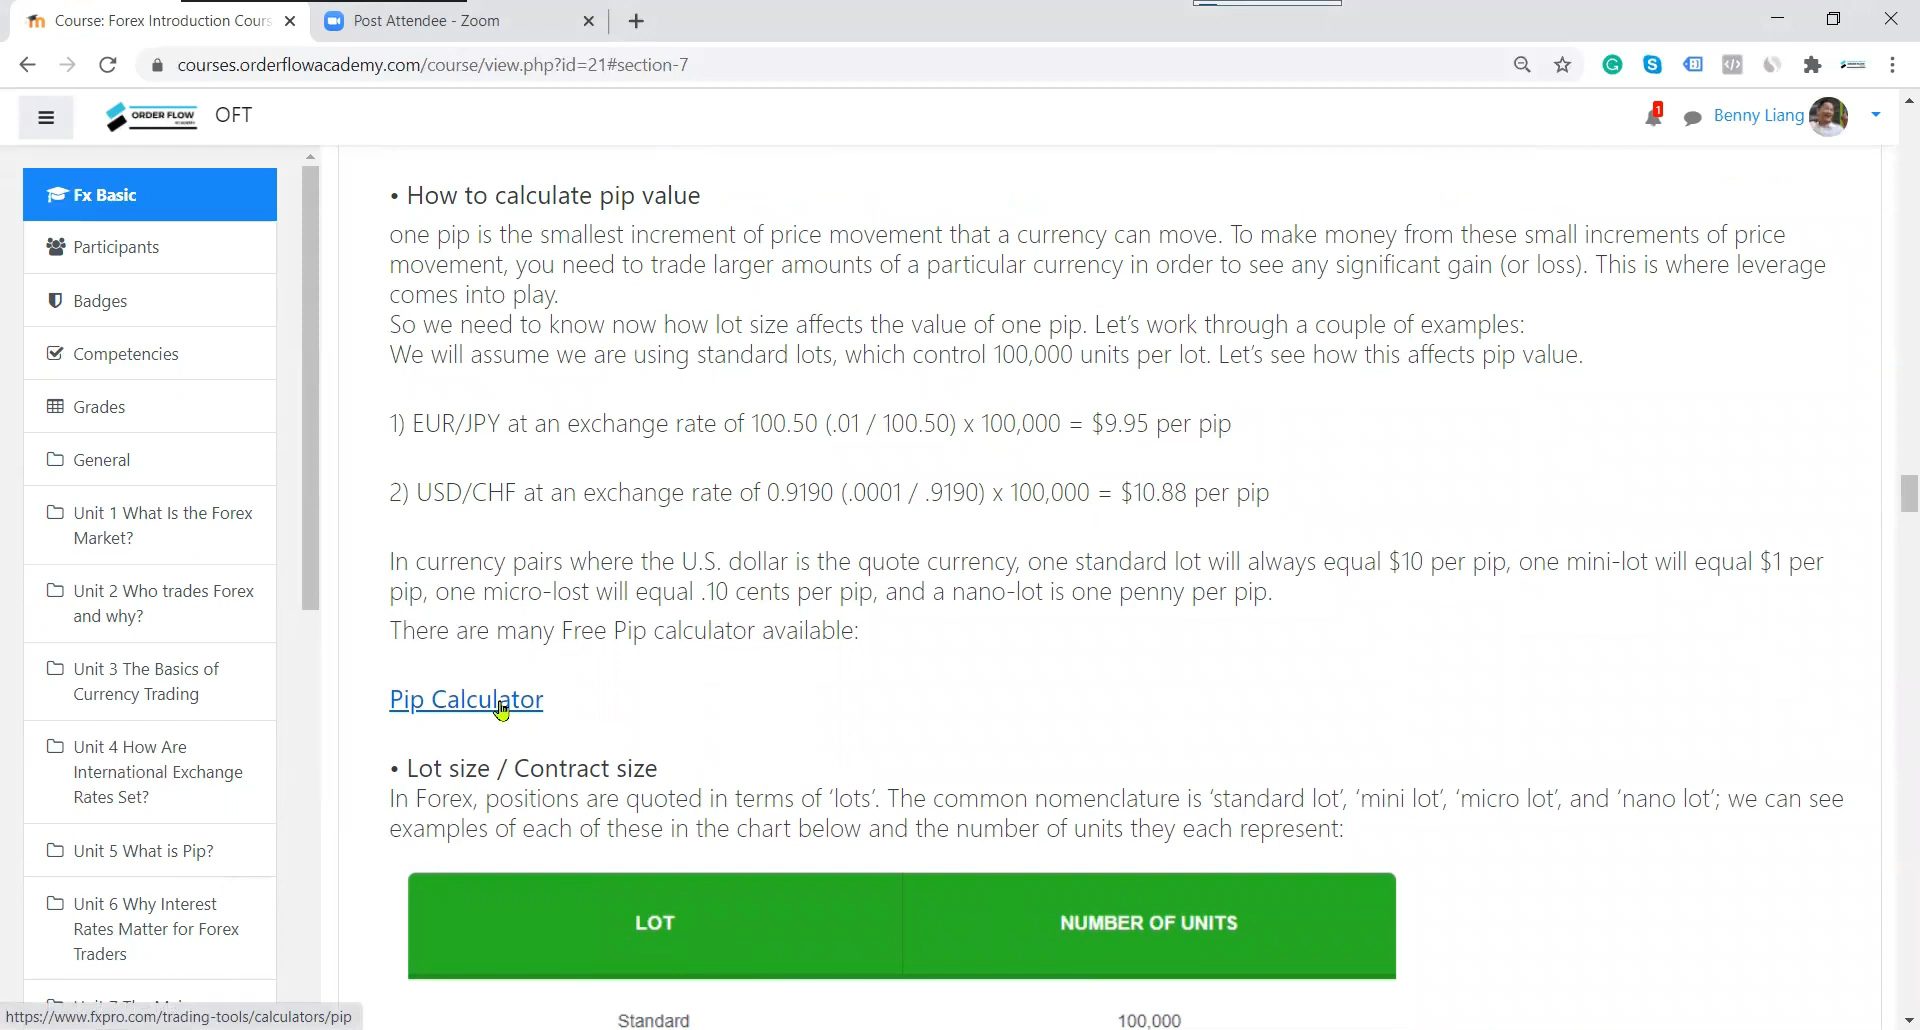 Course: Forex Introduction Cours
Post Attendee - Zoom
courses.orderflowacademy.com/course/view.php?id=21#section-7
ORDER FLOW
ACADEMY
OFT
1
Benny Liang
Fx Basic
Participants
Badges
Competencies
Grades
General
Unit 1 What Is the Forex
Market?
Unit 2 Who trades Forex
and why?
Unit 3 The Basics of
Currency Trading
Unit 4 How Are
International Exchange
Rates Set?
Unit 5 What is Pip?
Unit 6 Why Interest
Rates Matter for Forex
Traders
https://www.fxpro.com/trading-tools/calculators/pip
• How to calculate pip value
one pip is the smallest increment of price movement that a currency can move. To make money from these small increments of price
movement, you need to trade larger amounts of a particular currency in order to see any significant gain (or loss). This is where leverage
comes into play.
So we need to know now how lot size affects the value of one pip. Let’s work through a couple of examples:
We will assume we are using standard lots, which control 100,000 units per lot. Let’s see how this affects pip value.
1) EUR/JPY at an exchange rate of 100.50 (.01 / 100.50) x 100,000 = $9.95 per pip
2) USD/CHF at an exchange rate of 0.9190 (.0001 / .9190) x 100,000 = $10.88 per pip
In currency pairs where the U.S. dollar is the quote currency, one standard lot will always equal $10 per pip, one mini-lot will equal $1 per
pip, one micro-lost will equal .10 cents per pip, and a nano-lot is one penny per pip.
There are many Free Pip calculator available:
Pip Calculator
• Lot size / Contract size
In Forex, positions are quoted in terms of ‘lots’. The common nomenclature is ‘standard lot’, ‘mini lot’, ‘micro lot’, and ‘nano lot’; we can see
examples of each of these in the chart below and the number of units they each represent:
LOT NUMBER OF UNITS
Standard 100,000